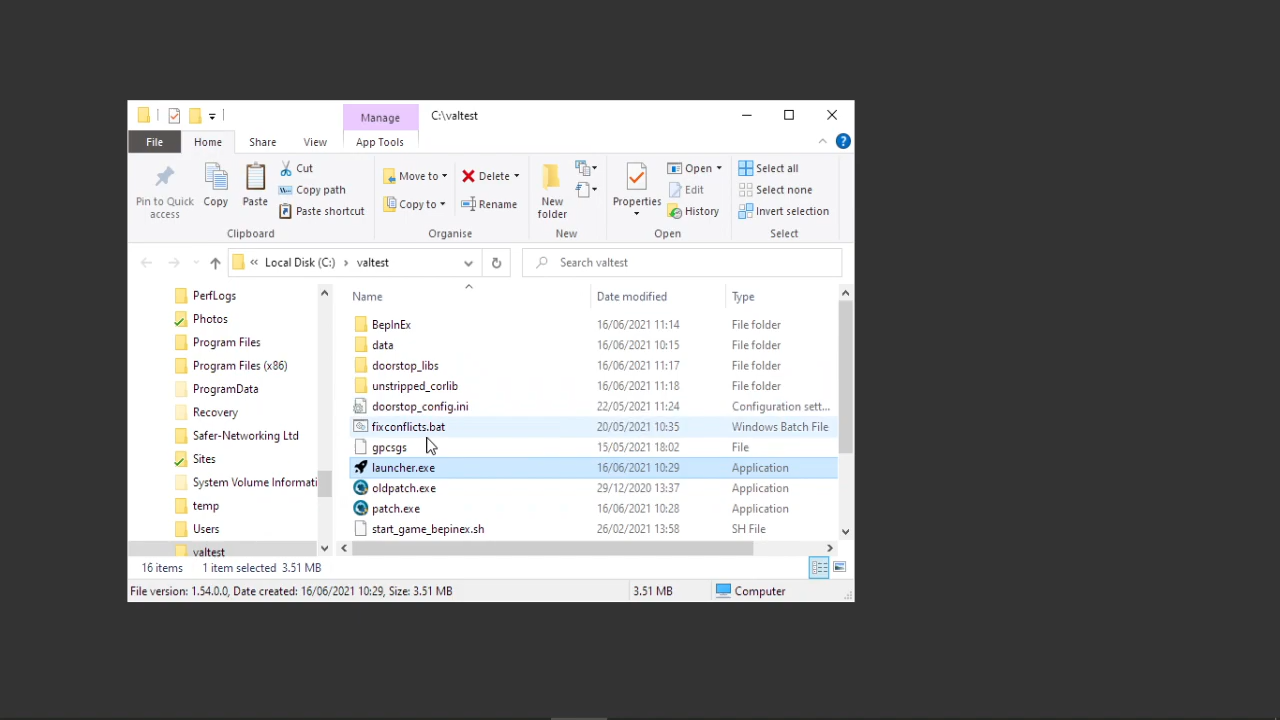 Manage
C:\valtest
File
Home
Share
View
App Tools
Pin to Quick access
Copy
Paste
Cut
Copy path
Paste shortcut
Clipboard
Move to
Copy to
Delete
Rename
Organise
New folder
New
Properties
Open
Edit
History
Open
Select all
Select none
Invert selection
Select
« Local Disk (C:) › valtest
Search valtest
PerfLogs
Photos
Program Files
Program Files (x86)
ProgramData
Recovery
Safer-Networking Ltd
Sites
System Volume Informati
temp
Users
valtest
Name Date modified Type
BepInEx 16/06/2021 11:14 File folder
data 16/06/2021 10:15 File folder
doorstop_libs 16/06/2021 11:17 File folder
unstripped_corlib 16/06/2021 11:18 File folder
doorstop_config.ini 22/05/2021 11:24 Configuration sett...
fixconflicts.bat 20/05/2021 10:35 Windows Batch File
gpcsgs 15/05/2021 18:02 File
launcher.exe 16/06/2021 10:29 Application
oldpatch.exe 29/12/2020 13:37 Application
patch.exe 16/06/2021 10:28 Application
start_game_bepinex.sh 26/02/2021 13:58 SH File
16 items 1 item selected 3.51 MB
File version: 1.54.0.0, Date created: 16/06/2021 10:29, Size: 3.51 MB 3.51 MB Computer